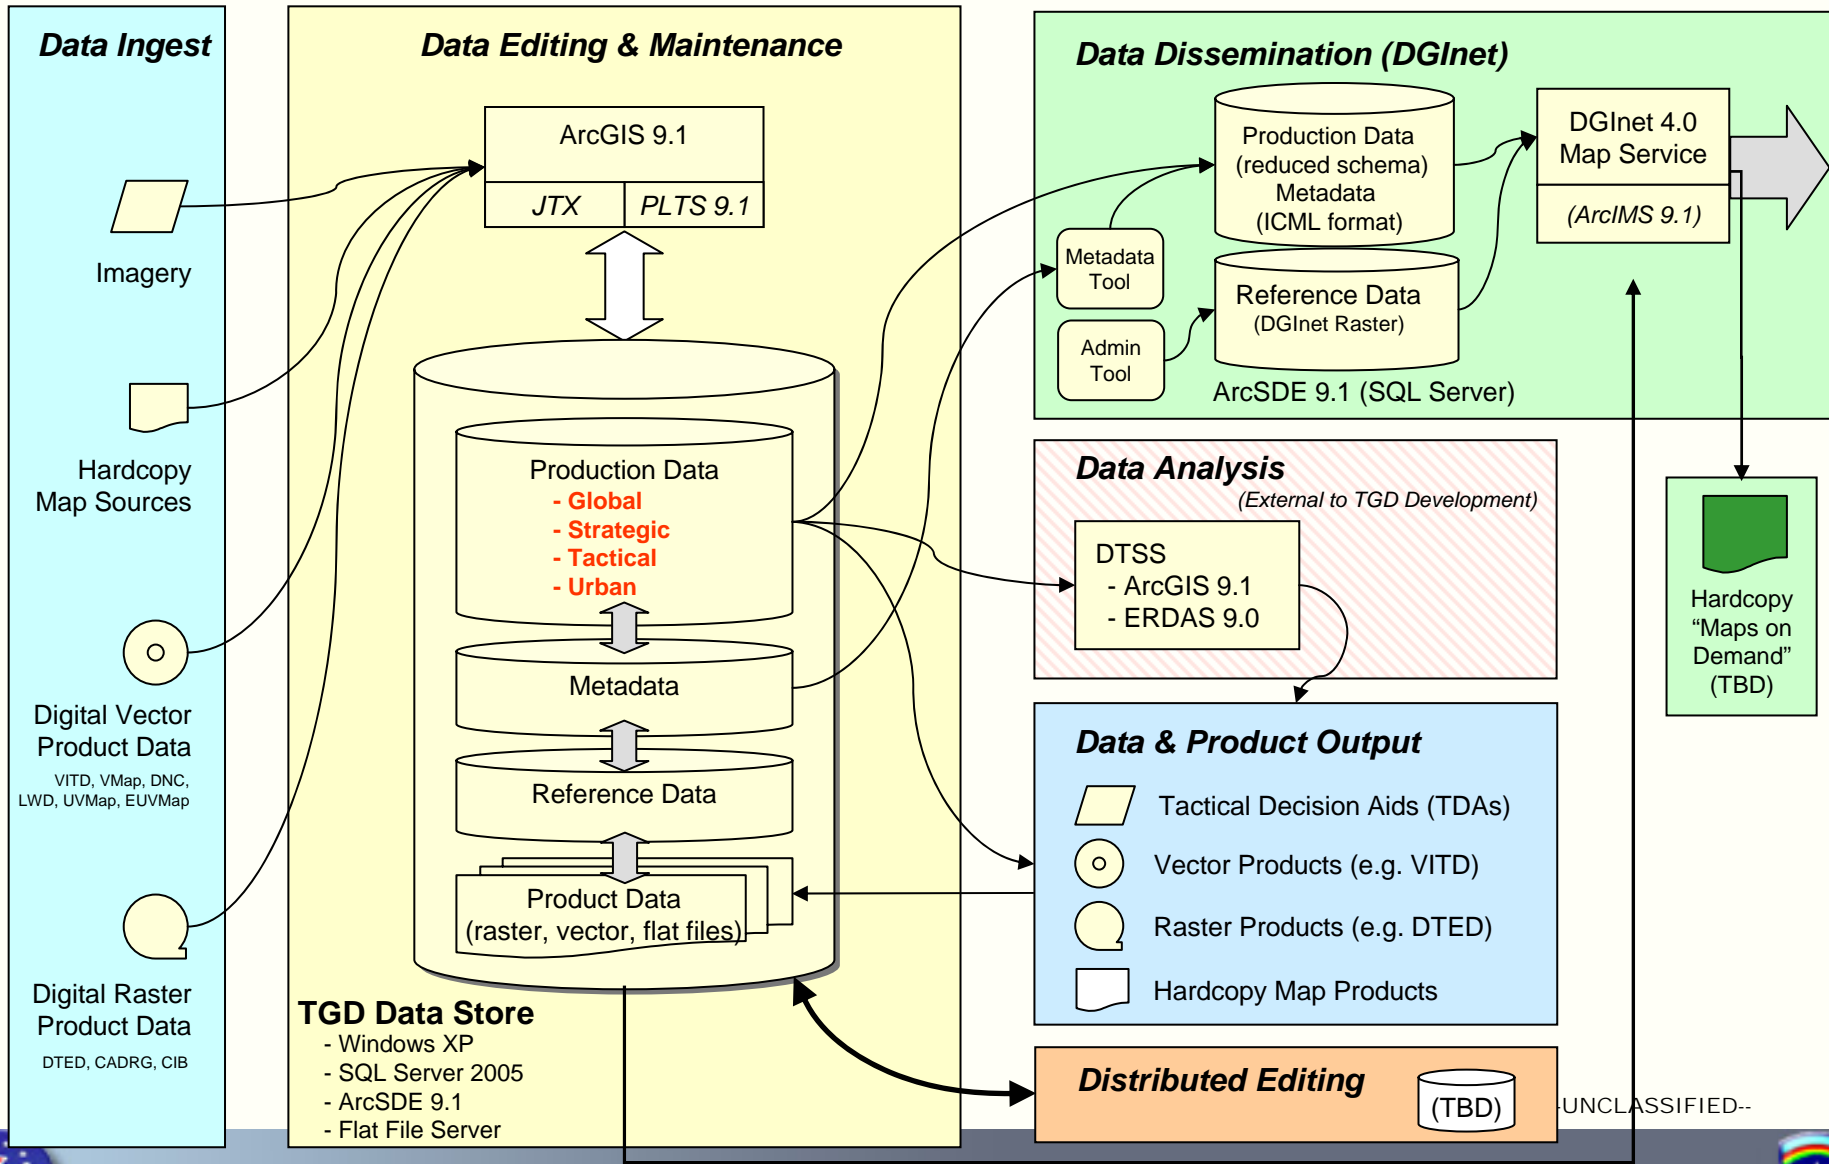 Data Ingest
Imagery
Hardcopy
Map Sources
Digital Vector
Product Data
VITD, VMap, DNC,
LWD, UVMap, EUVMap
Digital Raster
Product Data
DTED, CADRG, CIB
Data Editing & Maintenance
ArcGIS 9.1
JTX
PLTS 9.1
Production Data
- Global
- Strategic
- Tactical
- Urban
Metadata
Reference Data
Product Data
(raster, vector, flat files)
TGD Data Store
- Windows XP
- SQL Server 2005
- ArcSDE 9.1
- Flat File Server
Data Dissemination (DGInet)
Production Data
(reduced schema)
Metadata
(ICML format)
Metadata
Tool
Reference Data
(DGInet Raster)
Admin
Tool
ArcSDE 9.1 (SQL Server)
DGInet 4.0
Map Service
(ArcIMS 9.1)
Hardcopy
“Maps on
Demand”
(TBD)
Data Analysis
(External to TGD Development)
DTSS
- ArcGIS 9.1
- ERDAS 9.0
Data & Product Output
Tactical Decision Aids (TDAs)
Vector Products (e.g. VITD)
Raster Products (e.g. DTED)
Hardcopy Map Products
Distributed Editing
(TBD)
-UNCLASSIFIED--